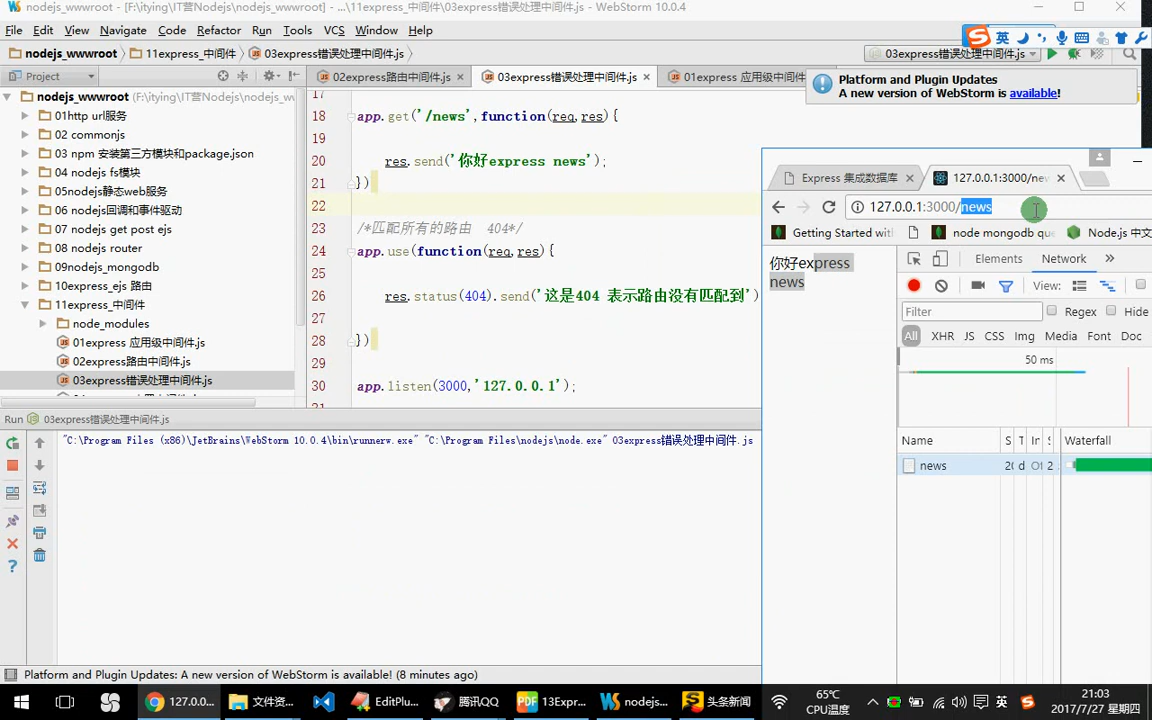 nodejs_wwwroot - [F:\itying\IT营Nodejs\nodejs_wwwroot] - ...\11express_中间件\03express错误处理中间件.js - WebStorm 10.0.4
File Edit View Navigate Code Refactor Run Tools VCS Window Help
英
nodejs_wwwroot 11express_中间件 03express错误处理中间件.js
03express错误处理中间件.js
Project
02express路由中间件.js
03express错误处理中间件.js
01express 应用级中间件
Platform and Plugin Updates
A new version of WebStorm is available!
nodejs_wwwroot (F:\itying\IT营Nodejs\nodejs_ww
01http url服务
02 commonjs
03 npm 安装第三方模块和package.json
04 nodejs fs模块
05nodejs静态web服务
06 nodejs回调和事件驱动
07 nodejs get post ejs
08 nodejs router
09nodejs_mongodb
10express_ejs 路由
11express_中间件
node_modules
01express 应用级中间件.js
02express路由中间件.js
03express错误处理中间件.js
17
18 app.get('/news',function(req,res){
19
20 res.send('你好express news');
21 })
22
23 /*匹配所有的路由 404*/
24 app.use(function(req,res){
25
26 res.status(404).send('这是404 表示路由没有匹配到')
27
28 })
29
30 app.listen(3000,'127.0.0.1');
31
Express 集成数据库
127.0.0.1:3000/nev
127.0.0.1:3000/news
Getting Started with
node mongodb que
Node.js 中文
你好express
news
Elements Network »
View:
Filter
Regex
Hide
All XHR JS CSS Img Media Font Doc
50 ms
Name S T In S Waterfall
news 20 d Ot 2
Run 03express错误处理中间件.js
"C:\Program Files (x86)\JetBrains\WebStorm 10.0.4\bin\runnerw.exe" "C:\Program Files\nodejs\node.exe" 03express错误处理中间件.js
Platform and Plugin Updates: A new version of WebStorm is available! (8 minutes ago)
127.0.0...
文件资...
EditPlu...
腾讯QQ
13Expr...
nodejs...
头条新闻
65℃
CPU温度
英
21:03
2017/7/27 星期四